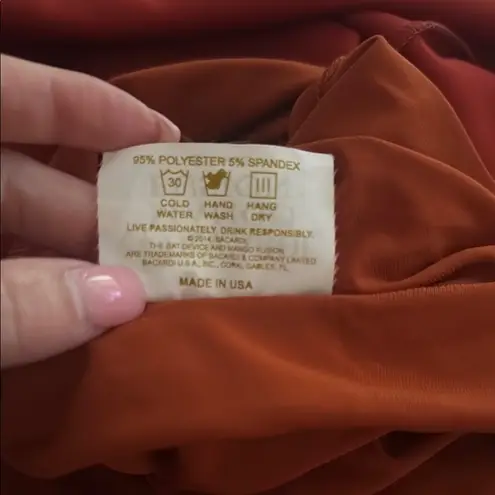 95% POLYESTER 5% SPANDEX
30
COLD HAND HANG
WATER WASH DRY
LIVE PASSIONATELY. DRINK RESPONSIBLY.
© 2014. BACARDI,
THE BAT DEVICE AND MANGO FUSION
ARE TRADEMARKS OF BACARDI & COMPANY LIMITED
BACARDI U.S.A., INC., CORAL GABLES, FL
MADE IN USA